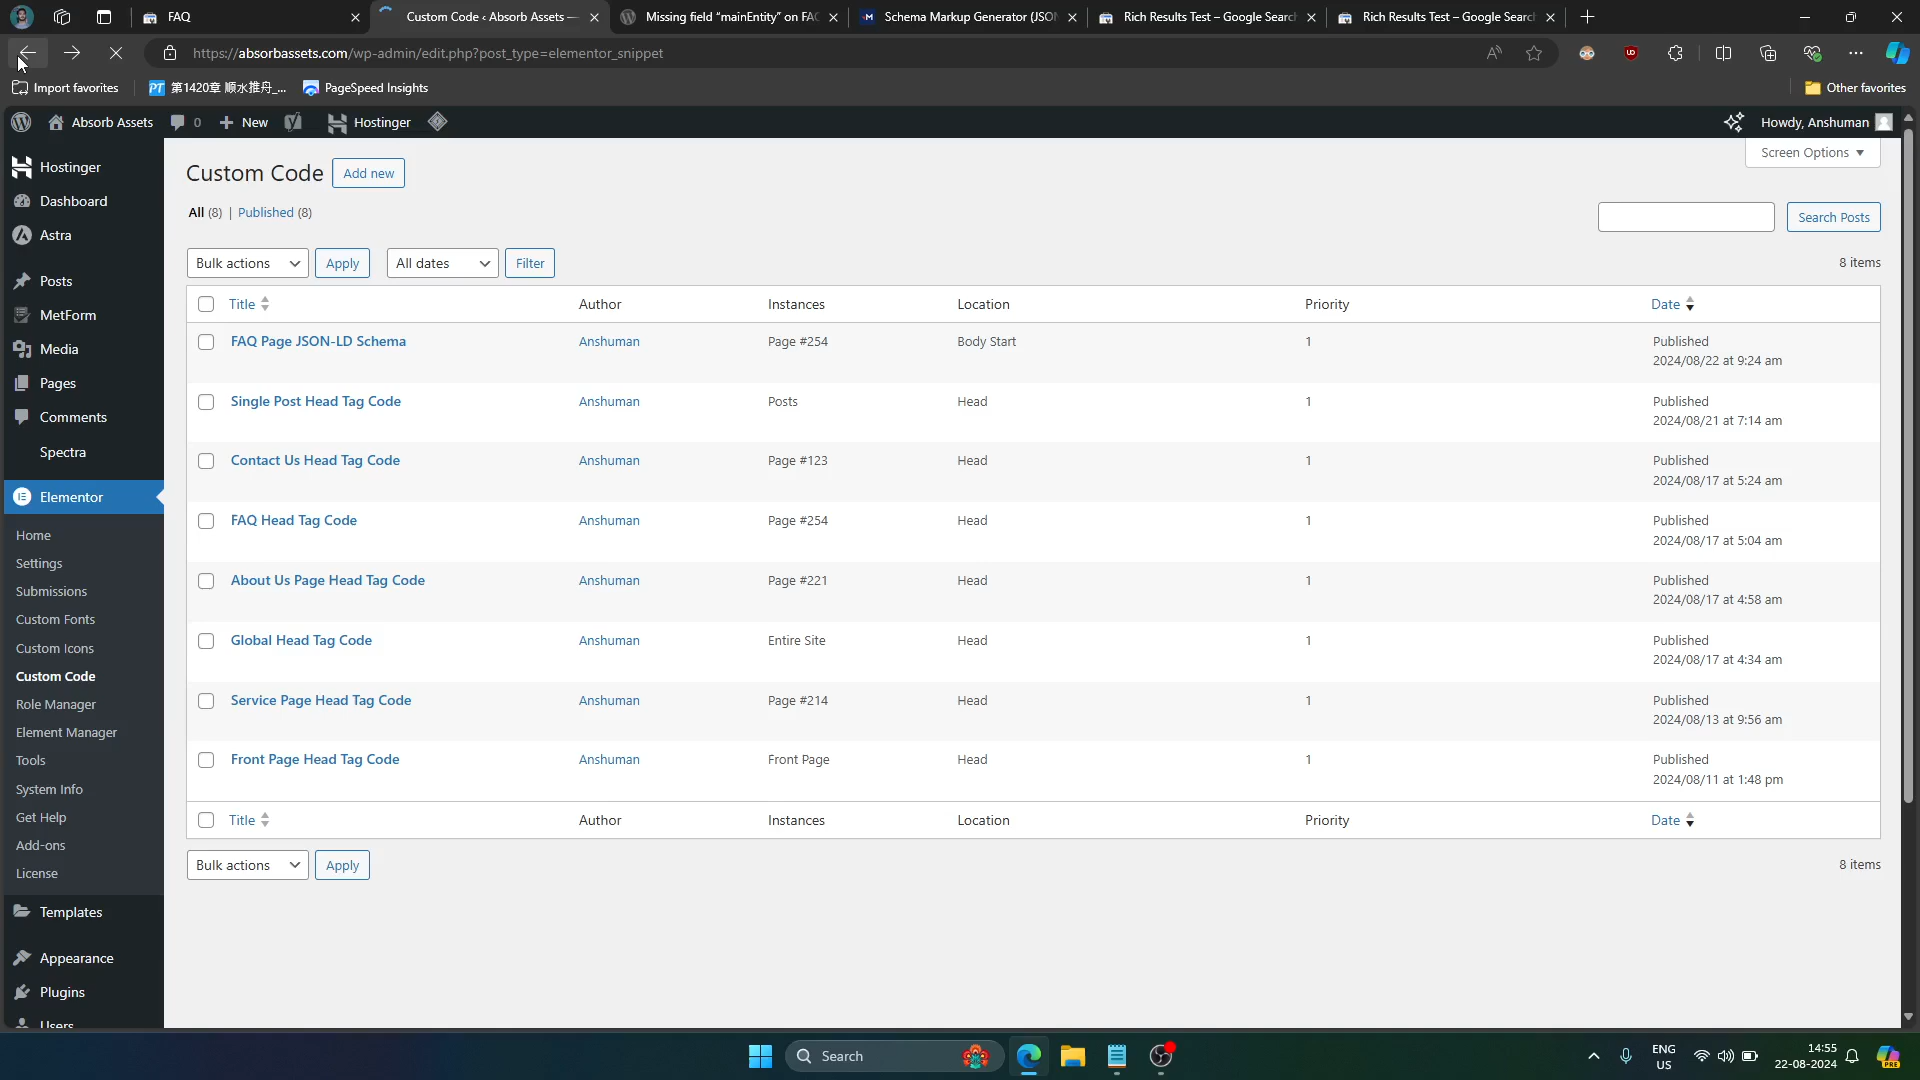 FAQ
Custom Code ‹ Absorb Assets —
Missing field "mainEntity" on FAQ
Schema Markup Generator (JSON
Rich Results Test – Google Search
Rich Results Test – Google Search
https://absorbassets.com/wp-admin/edit.php?post_type=elementor_snippet
Import favorites
第1420章 顺水推舟_...
PageSpeed Insights
Other favorites
Absorb Assets
0
New
Hostinger
Howdy, Anshuman
Hostinger
Dashboard
Astra
Posts
MetForm
Media
Pages
Comments
Spectra
Elementor
Home
Settings
Submissions
Custom Fonts
Custom Icons
Custom Code
Role Manager
Element Manager
Tools
System Info
Get Help
Add-ons
License
Templates
Appearance
Plugins
Users
Screen Options
Custom Code Add new
All (8) | Published (8)
Search Posts
Bulk actions Apply All dates Filter 8 items
Title Author Instances Location Priority Date
FAQ Page JSON-LD Schema Anshuman Page #254 Body Start 1 Published
2024/08/22 at 9:24 am
Single Post Head Tag Code Anshuman Posts Head 1 Published
2024/08/21 at 7:14 am
Contact Us Head Tag Code Anshuman Page #123 Head 1 Published
2024/08/17 at 5:24 am
FAQ Head Tag Code Anshuman Page #254 Head 1 Published
2024/08/17 at 5:04 am
About Us Page Head Tag Code Anshuman Page #221 Head 1 Published
2024/08/17 at 4:58 am
Global Head Tag Code Anshuman Entire Site Head 1 Published
2024/08/17 at 4:34 am
Service Page Head Tag Code Anshuman Page #214 Head 1 Published
2024/08/13 at 9:56 am
Front Page Head Tag Code Anshuman Front Page Head 1 Published
2024/08/11 at 1:48 pm
Title Author Instances Location Priority Date
Bulk actions Apply 8 items
Search
ENG
US
14:55
22-08-2024